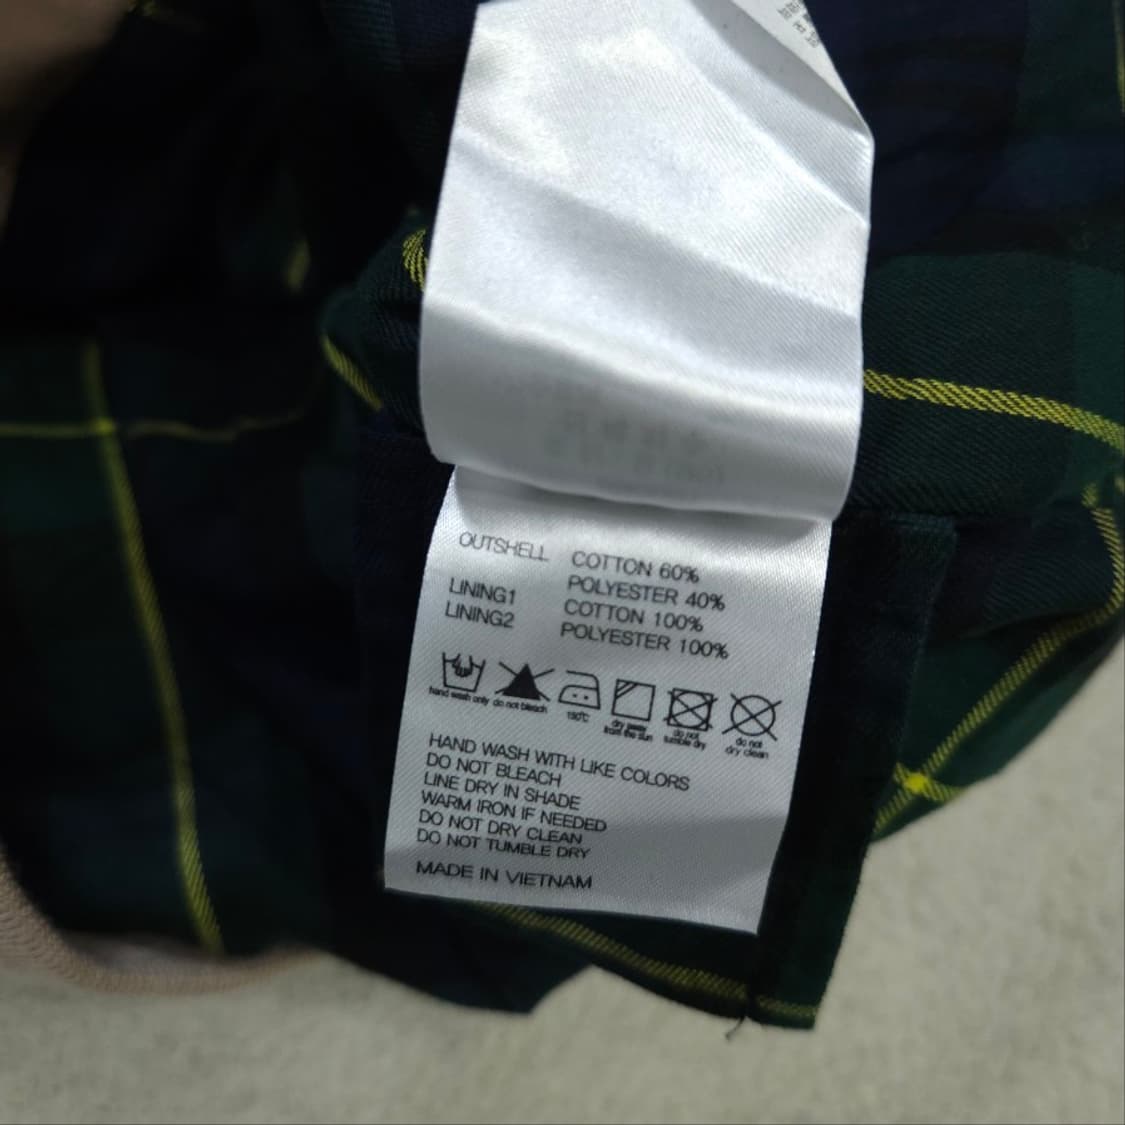 OUTSHELL COTTON 60%
POLYESTER 40%
LINING1 COTTON 100%
LINING2 POLYESTER 100%
hand wash only do not bleach 150°C dry away from the sun do not tumble dry do not dry clean
HAND WASH WITH LIKE COLORS
DO NOT BLEACH
LINE DRY IN SHADE
WARM IRON IF NEEDED
DO NOT DRY CLEAN
DO NOT TUMBLE DRY
MADE IN VIETNAM